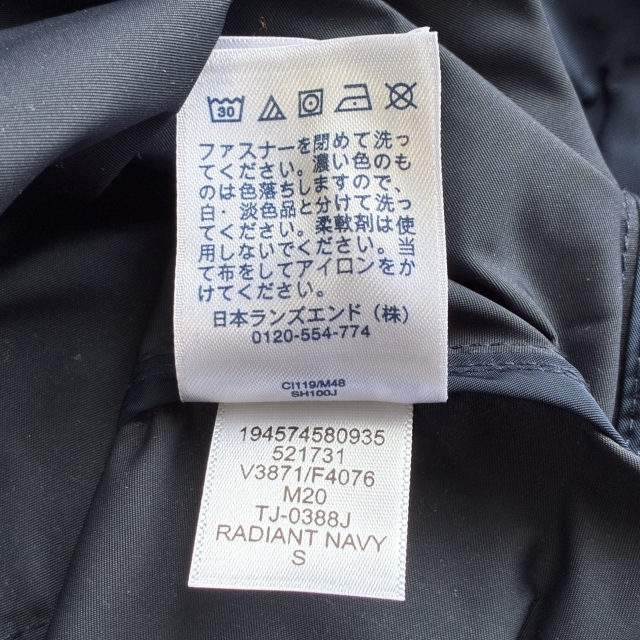 30
ファスナーを閉めて洗っ
てください。濃い色のも
のは色落ちしますので、
白・淡色品と分けて洗っ
てください。柔軟剤は使
用しないでください。当
て布をしてアイロンをか
けてください。
日本ランズエンド（株）
0120-554-774
CI119/M48
SH100J
194574580935
521731
V3871/F4076
M20
TJ-0388J
RADIANT NAVY
S